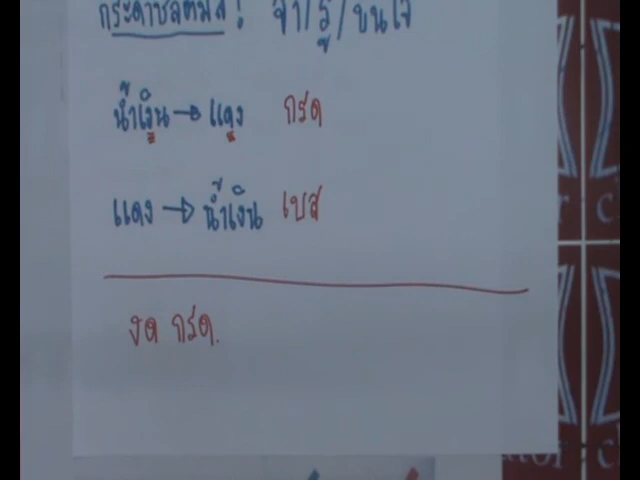 กระดาษลิตมัส! จำ/รู้/ขึ้นใจ
น้ำเงิน → แดง กรด
แดง → น้ำเงิน เบส
งด กรด.